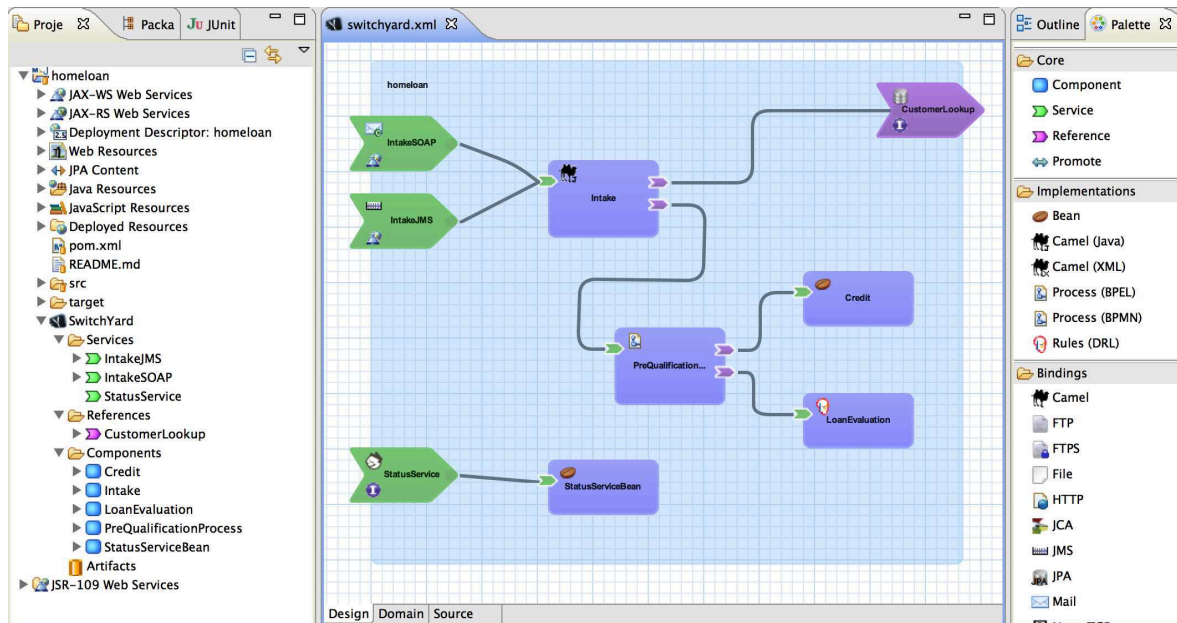 Proje
Packa
JUnit
homeloan
JAX-WS Web Services
JAX-RS Web Services
Deployment Descriptor: homeloan
Web Resources
JPA Content
Java Resources
JavaScript Resources
Deployed Resources
pom.xml
README.md
src
target
SwitchYard
Services
IntakeJMS
IntakeSOAP
StatusService
References
CustomerLookup
Components
Credit
Intake
LoanEvaluation
PreQualificationProcess
StatusServiceBean
Artifacts
JSR-109 Web Services
switchyard.xml
homeloan
CustomerLookup
IntakeSOAP
Intake
IntakeJMS
Credit
PreQualification...
LoanEvaluation
StatusService
StatusServiceBean
Design Domain Source
Outline
Palette
Core
Component
Service
Reference
Promote
Implementations
Bean
Camel (Java)
Camel (XML)
Process (BPEL)
Process (BPMN)
Rules (DRL)
Bindings
Camel
FTP
FTPS
File
HTTP
JCA
JMS
JPA
Mail